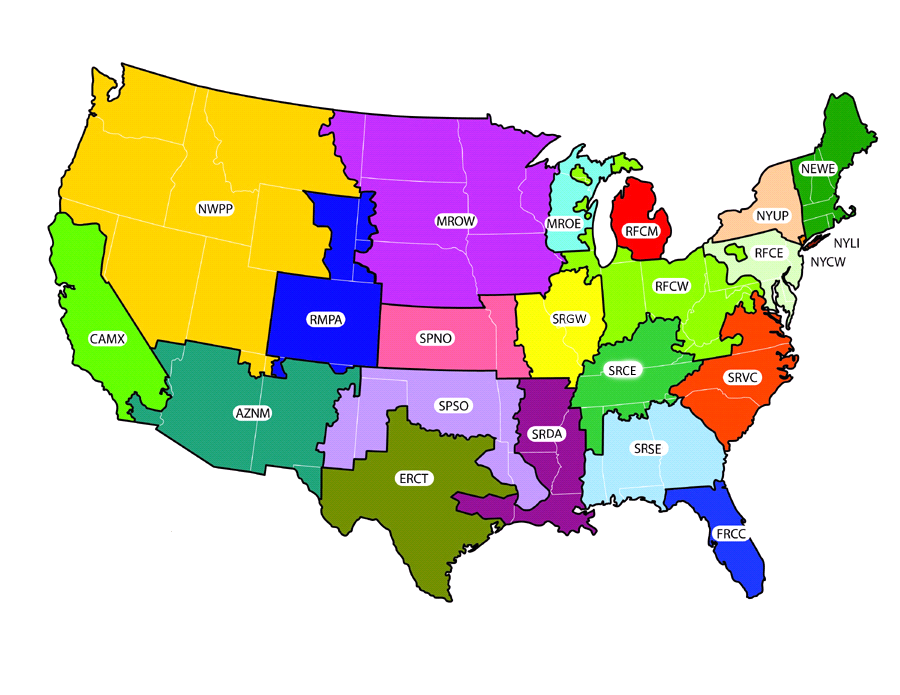 NEWE
NWPP
MROW
MROE
NYUP
RFCM
NYLI
RFCE
NYCW
RFCW
RMPA
SRGW
CAMX
SPNO
SRCE
SRVC
SPSO
AZNM
SRDA
SRSE
ERCT
FRCC